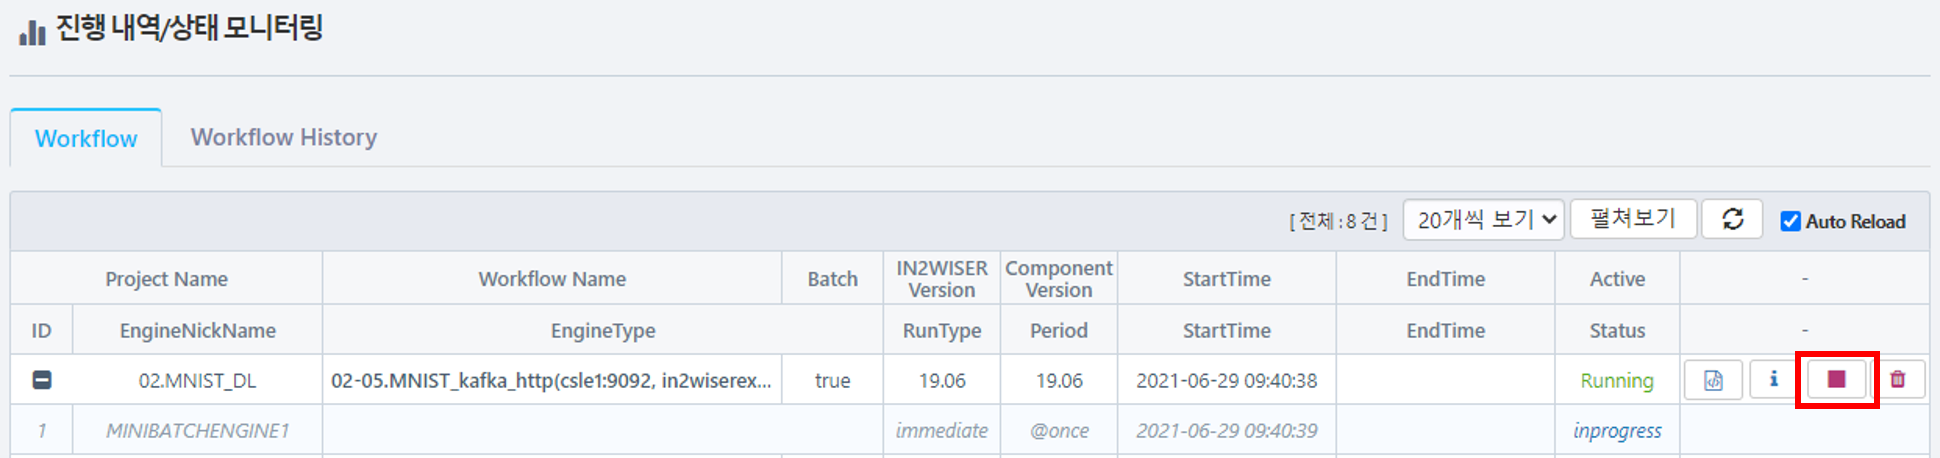 진행 내역/상태 모니터링
Workflow Workflow History
[ 전체 : 8 건 ] 20개씩 보기 펼쳐보기 Auto Reload
Project Name Workflow Name Batch IN2WISER Version Component Version StartTime EndTime Active -
ID EngineNickName EngineType RunType Period StartTime EndTime Status -
02.MNIST_DL 02-05.MNIST_kafka_http(csle1:9092, in2wiserex... true 19.06 19.06 2021-06-29 09:40:38 Running
1 MINIBATCHENGINE1 immediate @once 2021-06-29 09:40:39 inprogress